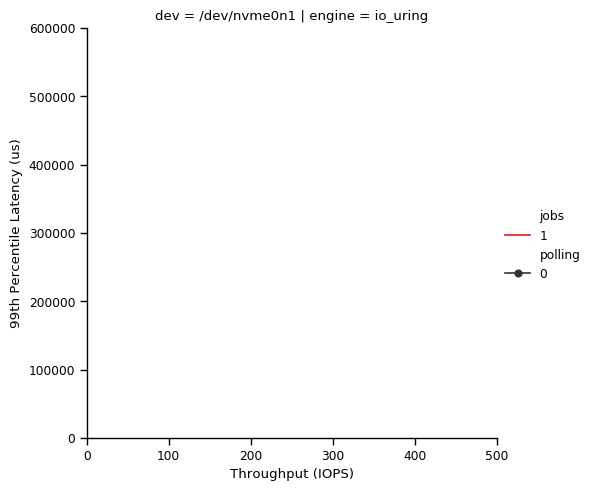 dev = /dev/nvme0n1 | engine = io_uring
600000
500000
400000
300000
200000
100000
0
99th Percentile Latency (us)
0 100 200 300 400 500
Throughput (IOPS)
jobs
1
polling
0